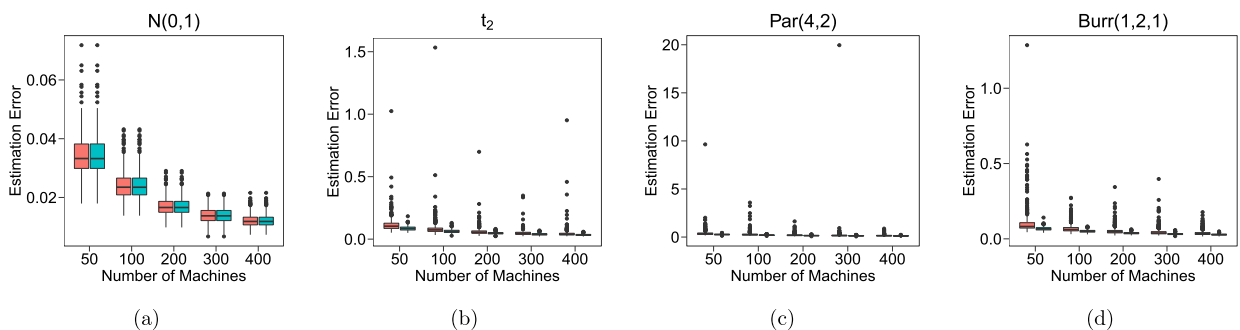 N(0,1)
Estimation Error
0.06
0.04
0.02
50 100 200 300 400
Number of Machines
(a)
t2
Estimation Error
1.5
1.0
0.5
0.0
50 100 200 300 400
Number of Machines
(b)
Par(4,2)
Estimation Error
20
15
10
5
0
50 100 200 300 400
Number of Machines
(c)
Burr(1,2,1)
Estimation Error
1.0
0.5
0.0
50 100 200 300 400
Number of Machines
(d)